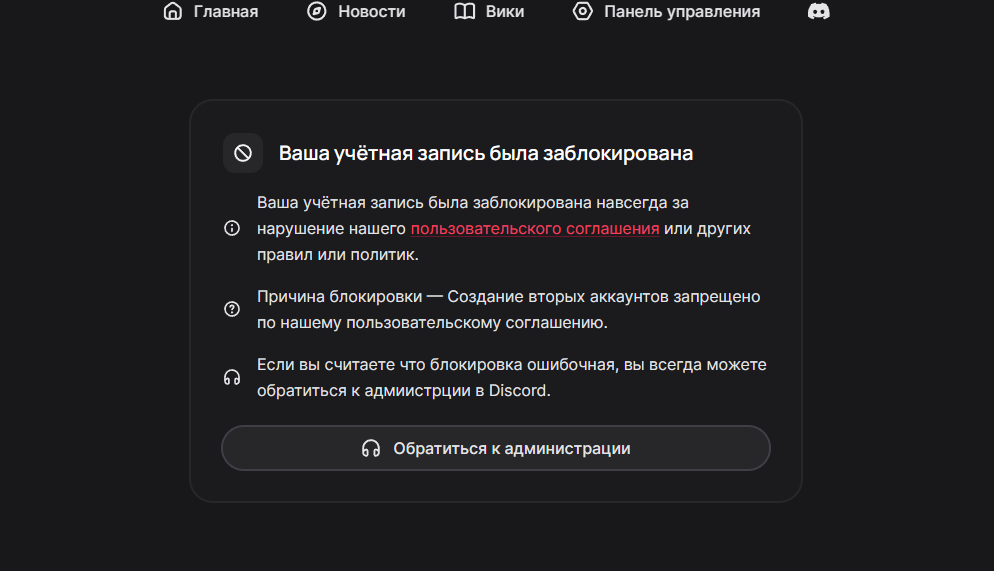 Главная Новости Вики Панель управления
Ваша учётная запись была заблокирована
Ваша учётная запись была заблокирована навсегда за
нарушение нашего пользовательского соглашения или других
правил или политик.
Причина блокировки — Создание вторых аккаунтов запрещено
по нашему пользовательскому соглашению.
Если вы считаете что блокировка ошибочная, вы всегда можете
обратиться к адмиистрции в Discord.
Обратиться к администрации